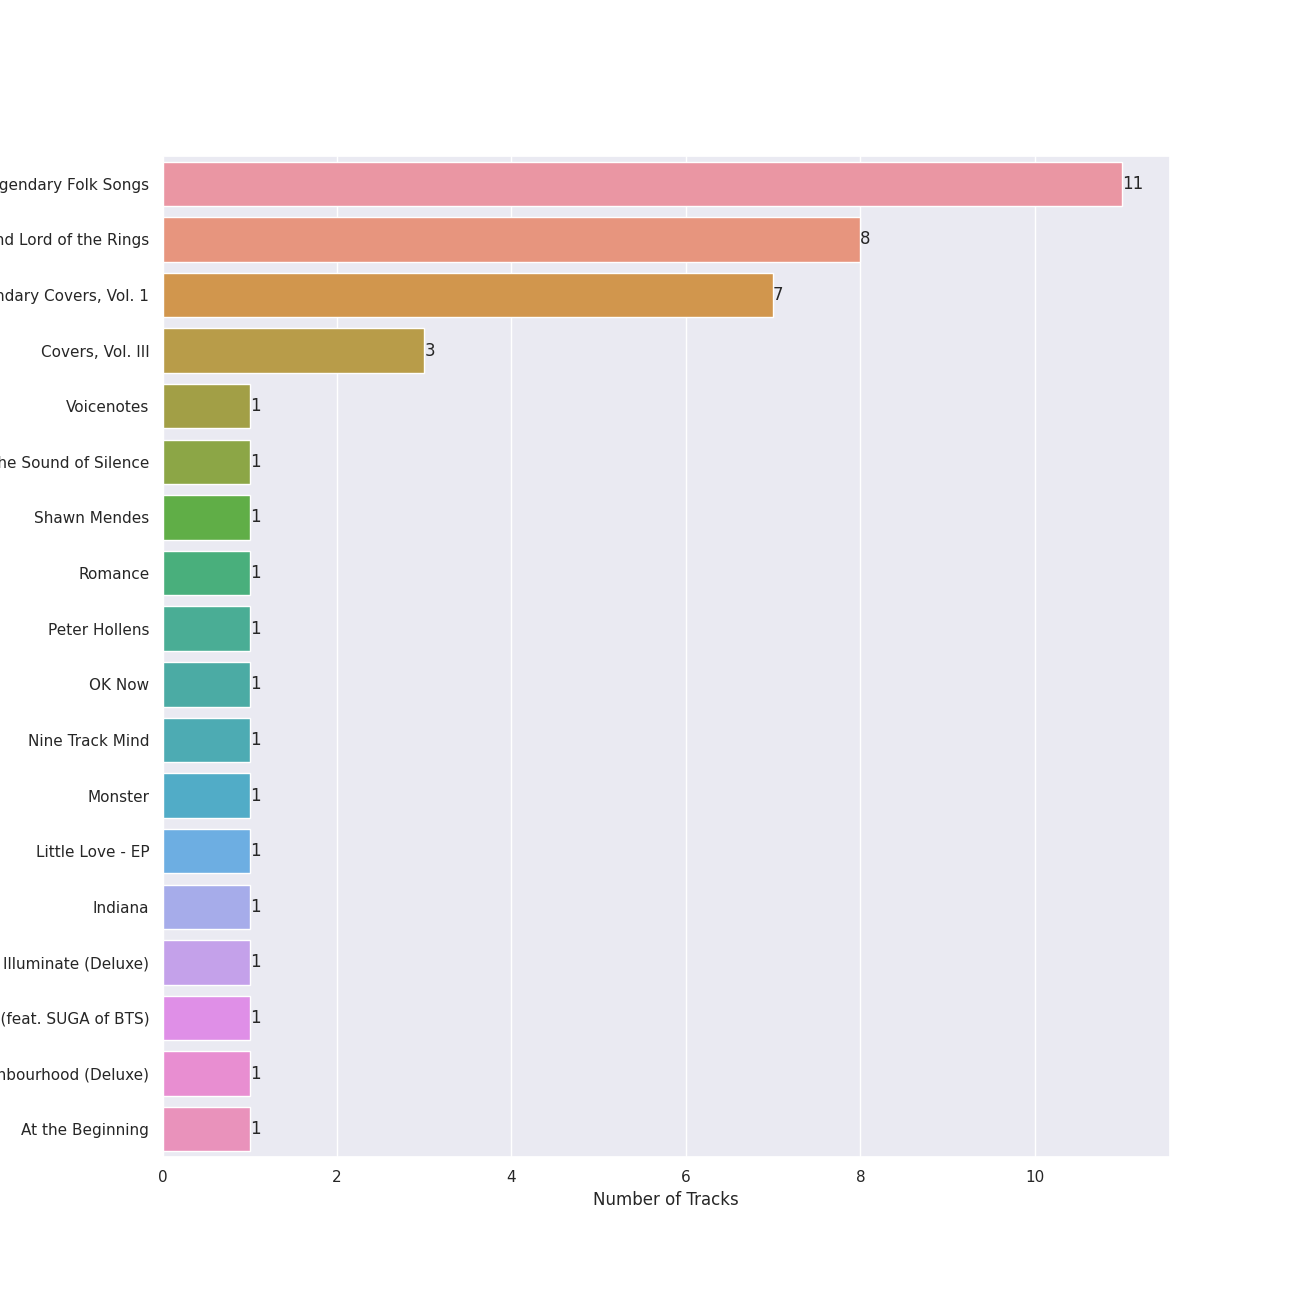 gendary Folk Songs 11
nd Lord of the Rings 8
ndary Covers, Vol. 1 7
Covers, Vol. III 3
Voicenotes 1
he Sound of Silence 1
Shawn Mendes 1
Romance 1
Peter Hollens 1
OK Now 1
Nine Track Mind 1
Monster 1
Little Love - EP 1
Indiana 1
Illuminate (Deluxe) 1
(feat. SUGA of BTS) 1
nbourhood (Deluxe) 1
At the Beginning 1
0 2 4 6 8 10
Number of Tracks